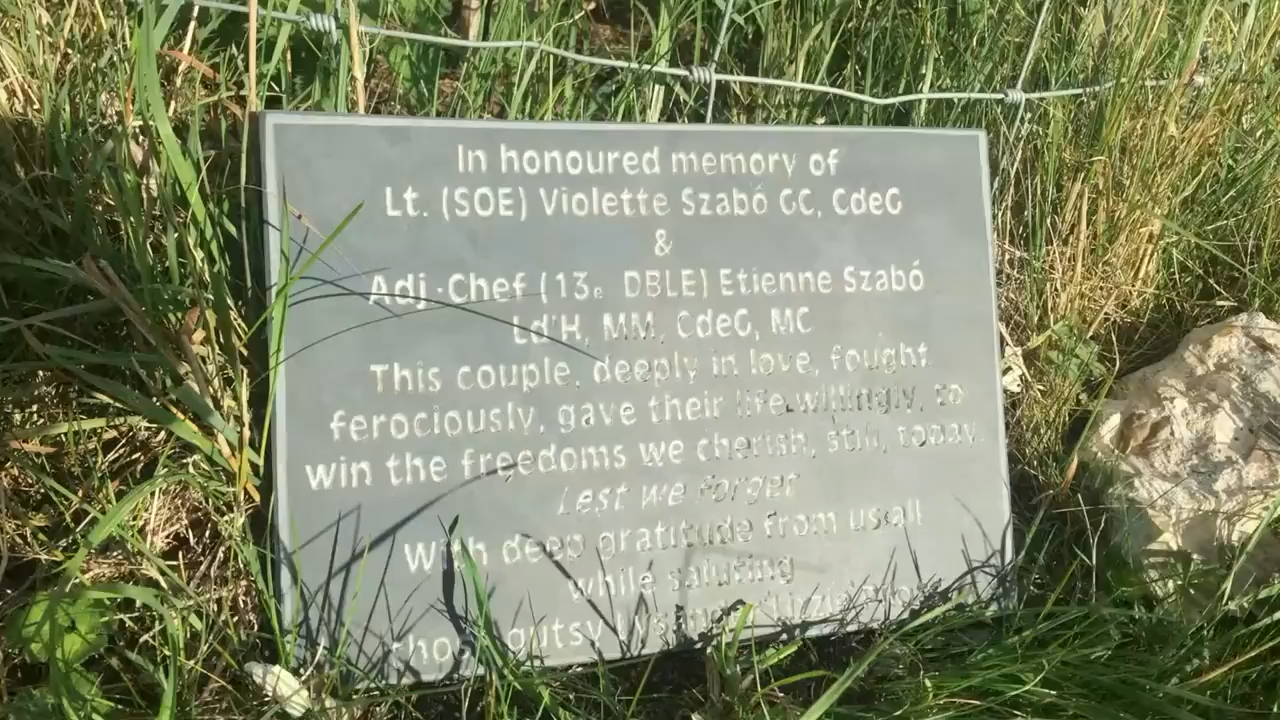 In honoured memory of
Lt. (SOE) Violette Szabó GC, CdeG
&
Adj-Chef (13e DBLE) Etienne Szabó
Ld'H, MM, CdeG, MC
This couple, deeply in love, fought
ferociously, gave their life willingly, to
win the freedoms we cherish, still, today.
Lest we forget
With deep gratitude from us all
while saluting
gutsy